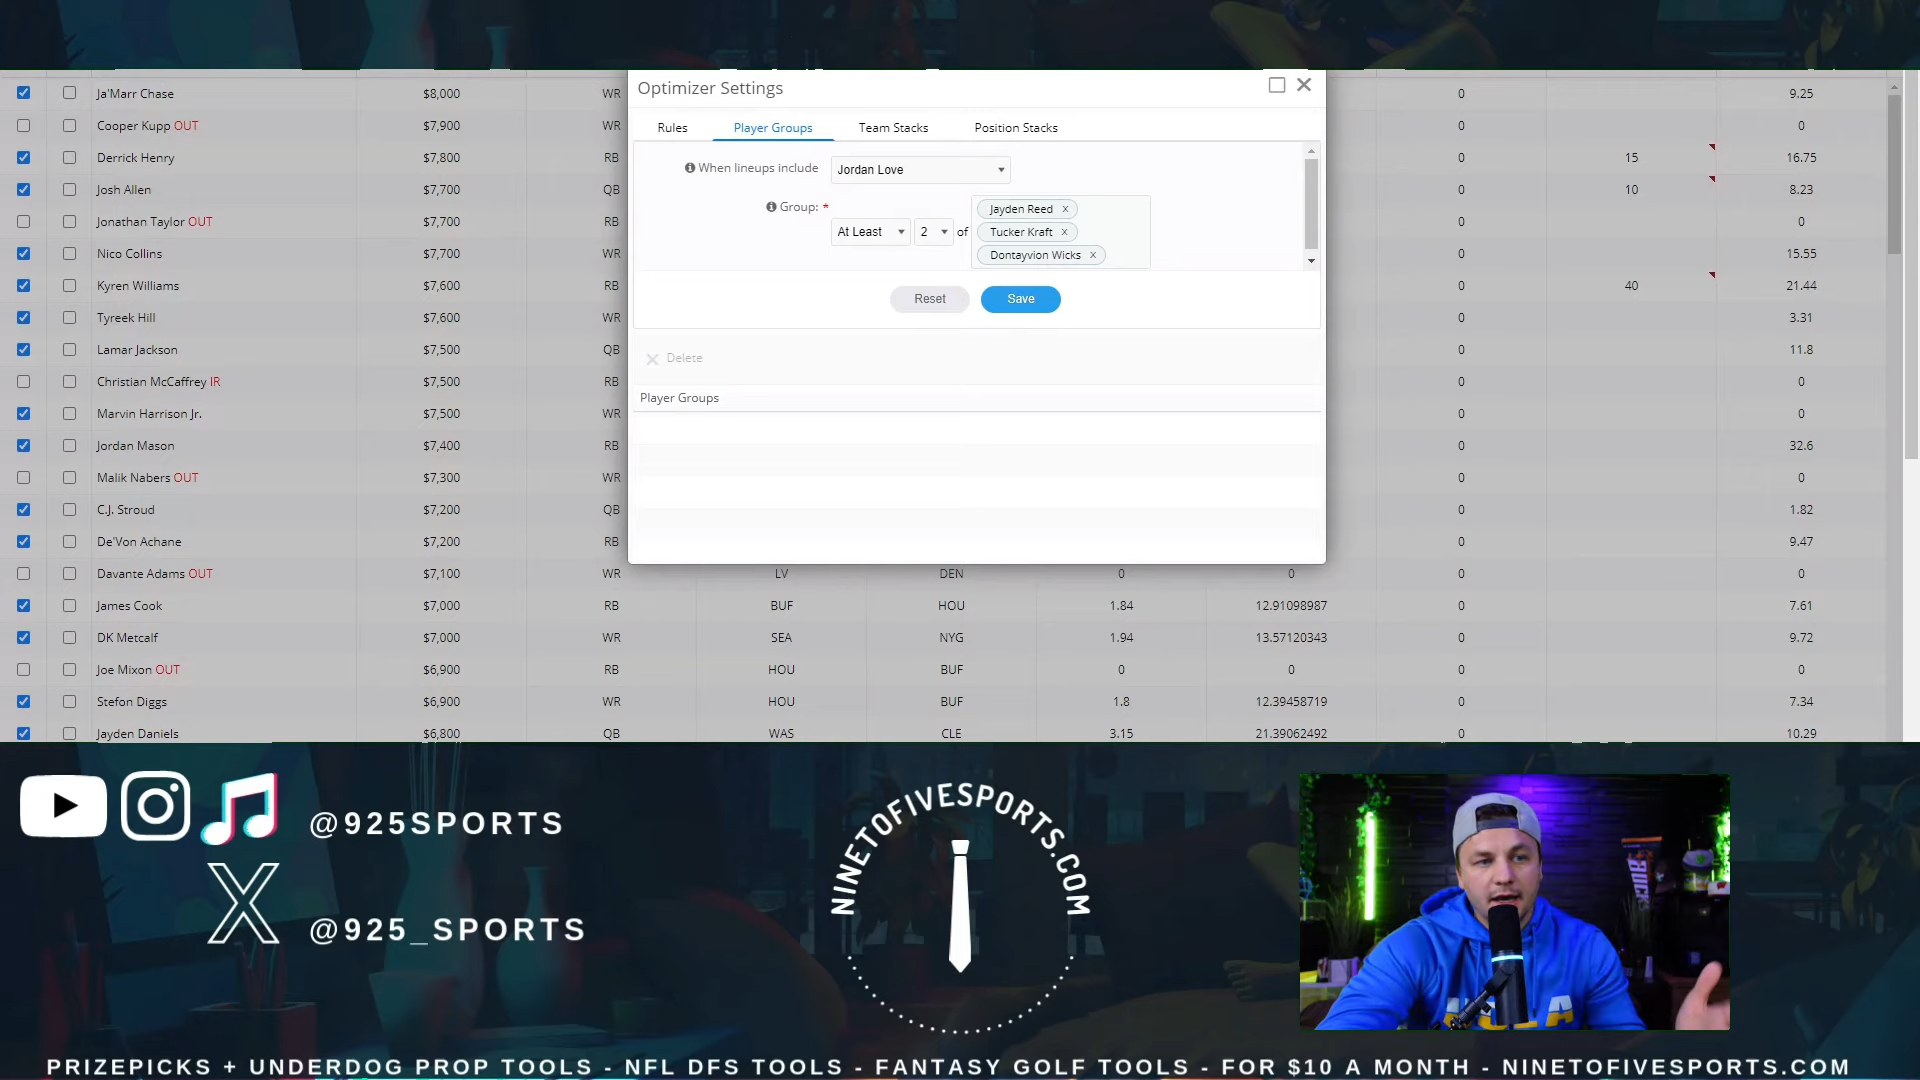 Optimizer Settings
Rules Player Groups Team Stacks Position Stacks
When lineups include Jordan Love
Group: * At Least 2 of
Jayden Reed x
Tucker Kraft x
Dontayvion Wicks x
Reset Save
Delete
Player Groups
Ja'Marr Chase $8,000 WR 0 9.25
Cooper Kupp OUT $7,900 WR 0 0
Derrick Henry $7,800 RB 0 15 16.75
Josh Allen $7,700 QB 0 10 8.23
Jonathan Taylor OUT $7,700 RB 0 0
Nico Collins $7,700 WR 0 15.55
Kyren Williams $7,600 RB 0 40 21.44
Tyreek Hill $7,600 WR 0 3.31
Lamar Jackson $7,500 QB 0 11.8
Christian McCaffrey IR $7,500 RB 0 0
Marvin Harrison Jr. $7,500 WR 0 0
Jordan Mason $7,400 RB 0 32.6
Malik Nabers OUT $7,300 WR 0 0
C.J. Stroud $7,200 QB 0 1.82
De'Von Achane $7,200 RB 0 9.47
Davante Adams OUT $7,100 WR LV DEN 0 0 0 0
James Cook $7,000 RB BUF HOU 1.84 12.91098987 0 7.61
DK Metcalf $7,000 WR SEA NYG 1.94 13.57120343 0 9.72
Joe Mixon OUT $6,900 RB HOU BUF 0 0 0 0
Stefon Diggs $6,900 WR HOU BUF 1.8 12.39458719 0 7.34
Jayden Daniels $6,800 QB WAS CLE 3.15 21.39062492 0 10.29
@925SPORTS
@925_SPORTS
NINETOFIVESPORTS.COM
BUCKS
UCLA
PRIZEPICKS + UNDERDOG PROP TOOLS - NFL DFS TOOLS - FANTASY GOLF TOOLS - FOR $10 A MONTH - NINETOFIVESPORTS.COM